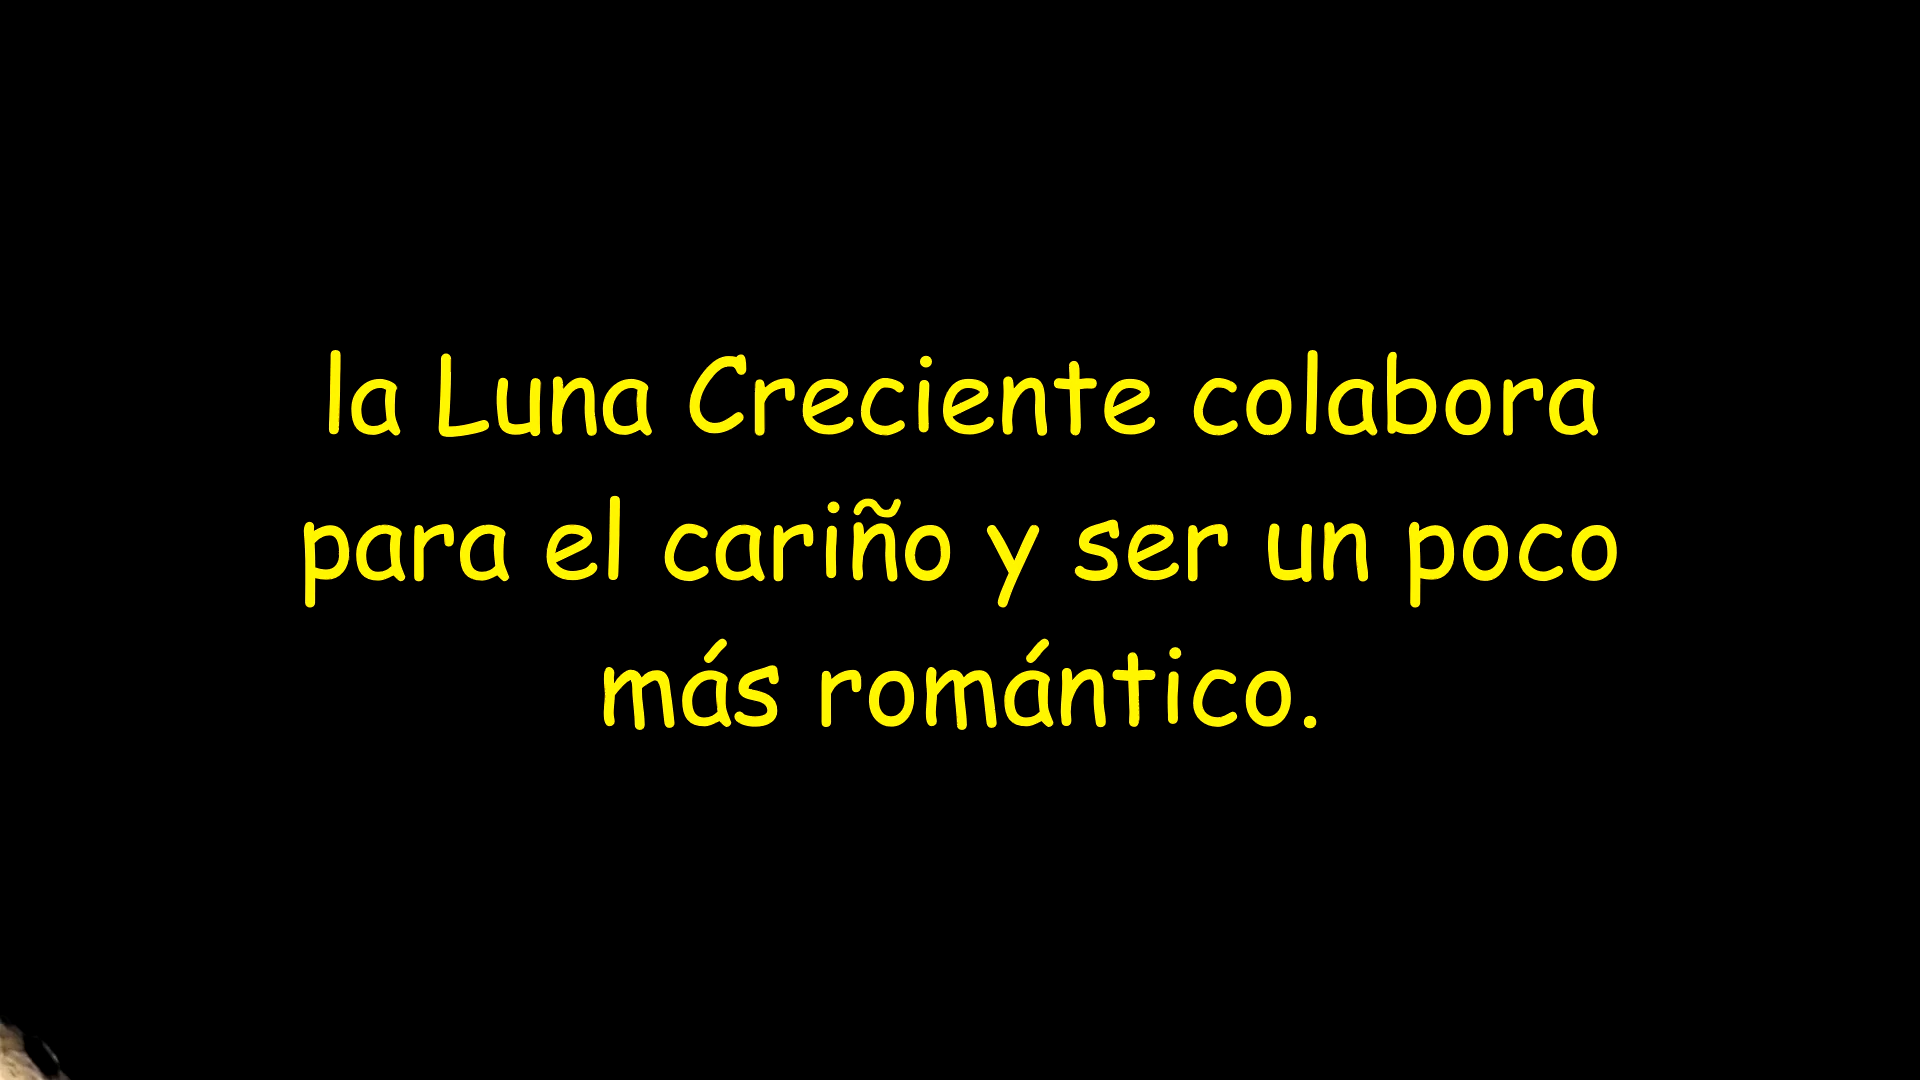 la Luna Creciente colabora
para el cariño y ser un poco
más romántico.